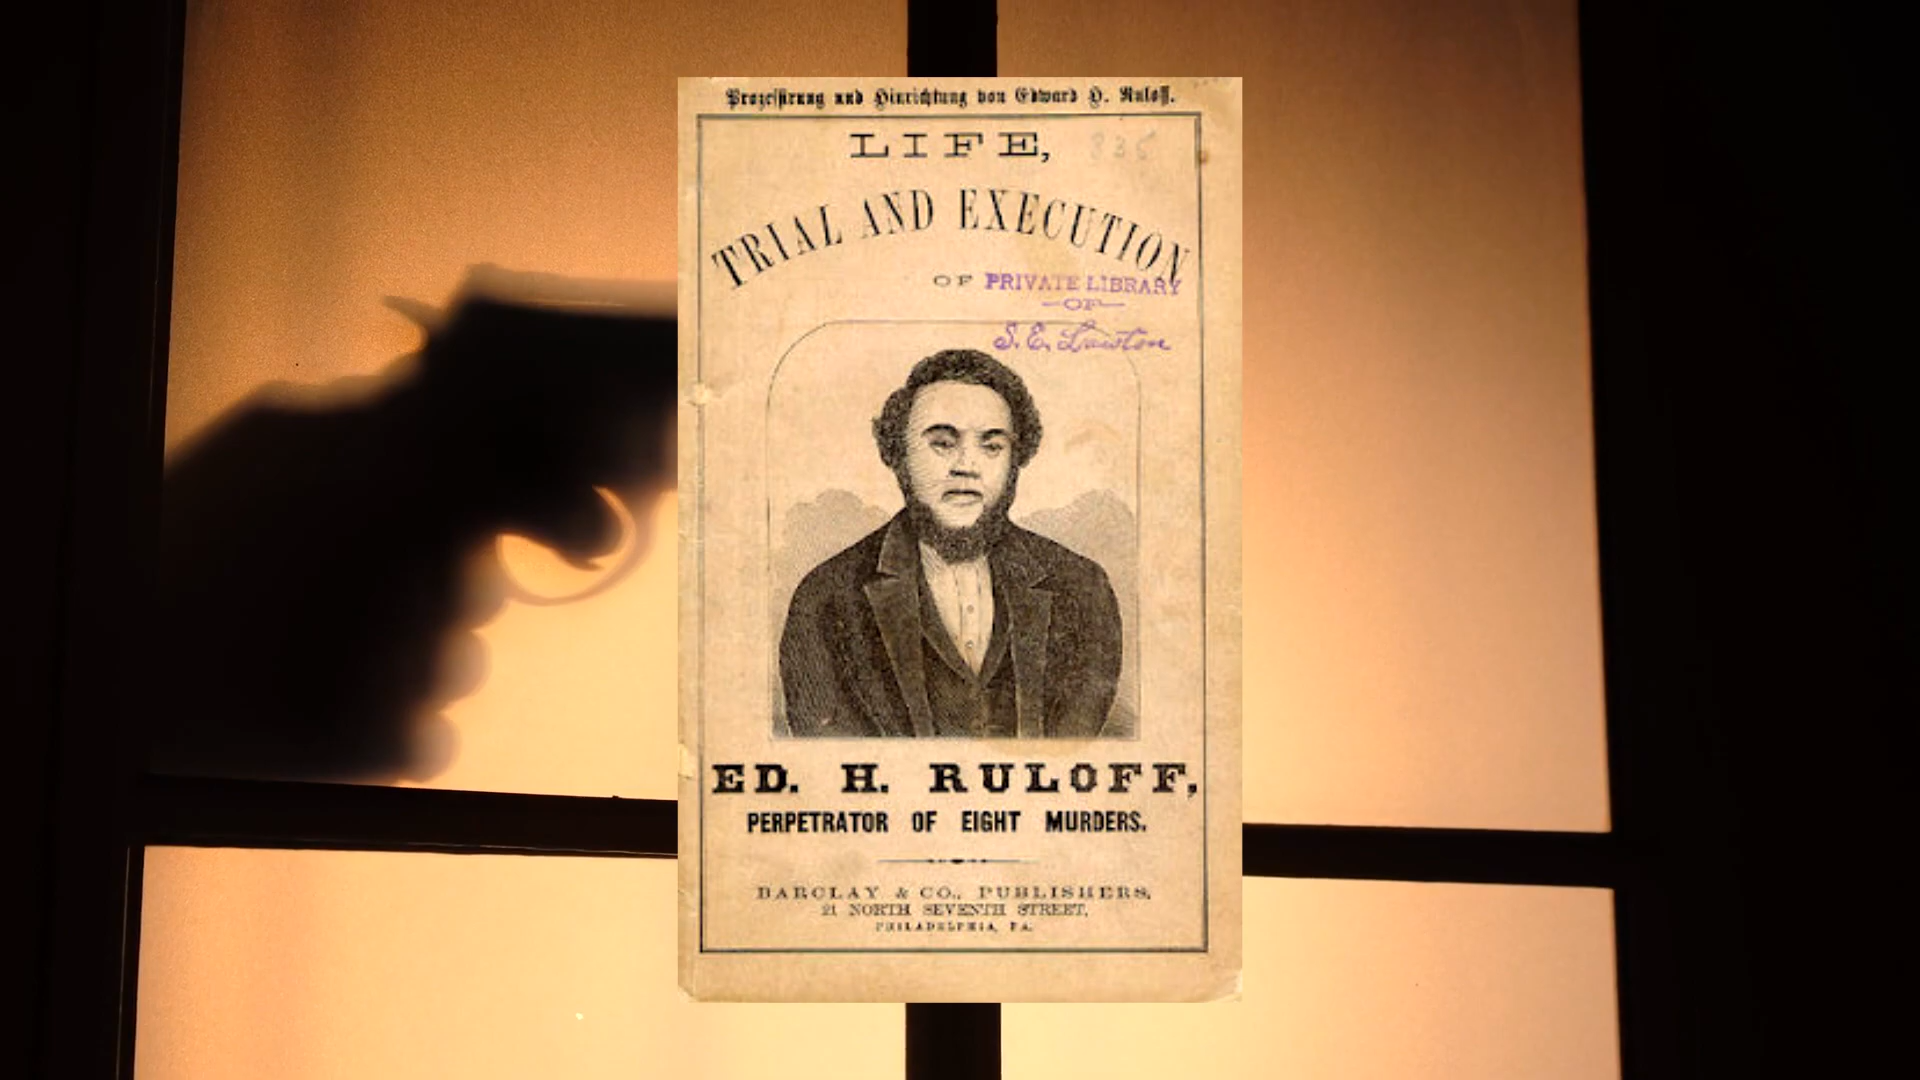 Prozessirung und Hinrichtung von Edward H. Ruloff.
LIFE,
835
TRIAL AND EXECUTION
OF
PRIVATE LIBRARY
OF
S. E. Lawton
ED. H. RULOFF,
PERPETRATOR OF EIGHT MURDERS.
BARCLAY & CO., PUBLISHERS,
21 NORTH SEVENTH STREET,
PHILADELPHIA, PA.